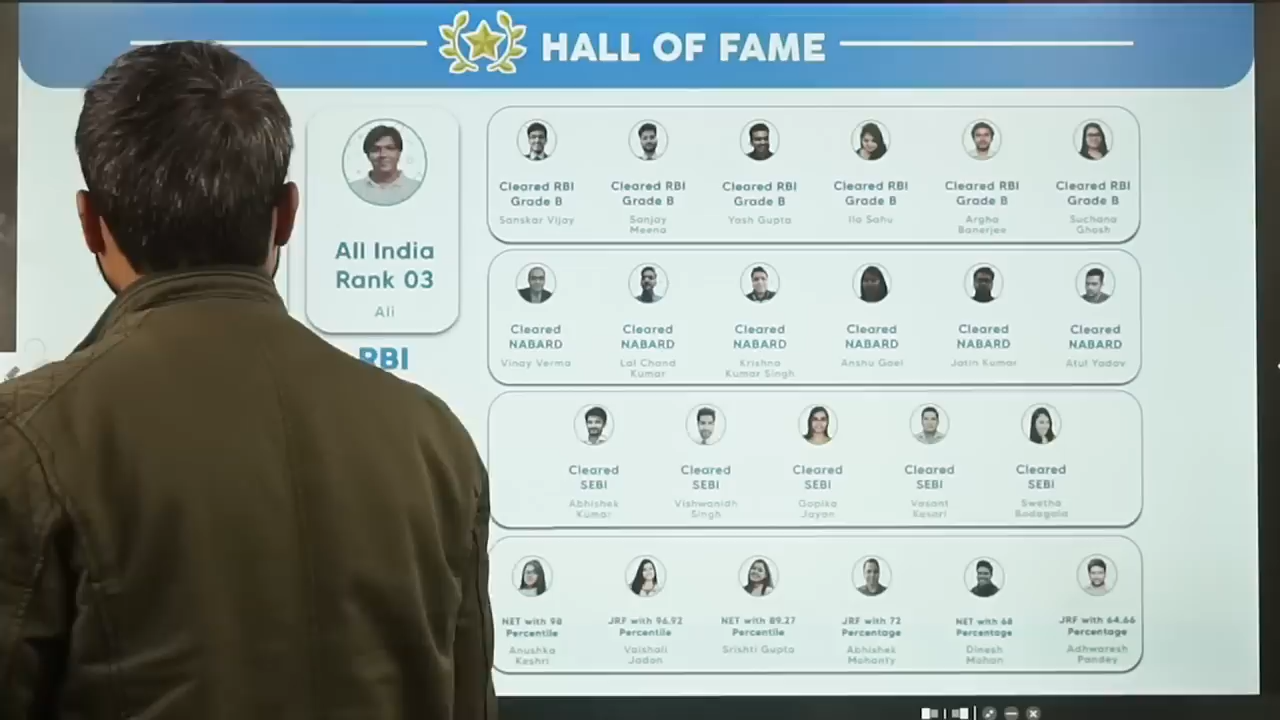 HALL OF FAME
All India
Rank 03
Ali
RBI
Cleared RBI
Grade B
Sanskar Vijay
Cleared RBI
Grade B
Sanjay
Meena
Cleared RBI
Grade B
Yash Gupta
Cleared RBI
Grade B
Ila Sahu
Cleared RBI
Grade B
Argha
Banerjee
Cleared RBI
Grade B
Suchana
Ghosh
Cleared
NABARD
Vinay Verma
Cleared
NABARD
Lal Chand
Kumar
Cleared
NABARD
Krishna
Kumar Singh
Cleared
NABARD
Anshu Goel
Cleared
NABARD
Jatin Kumar
Cleared
NABARD
Atul Yadav
Cleared
SEBI
Abhishek
Kumar
Cleared
SEBI
Vishwanidh
Singh
Cleared
SEBI
Gopika
Jayan
Cleared
SEBI
Vasant
Cleared
SEBI
Swetha
NET with 98
Percentile
Anushka
Keshri
JRF with 96.92
Percentile
Vaishali
Jadon
NET with 89.27
Percentile
Srishti Gupta
JRF with 72
Percentage
Abhishek
Mohanty
NET with 68
Percentage
Dinesh
Mohan
JRF with 64.66
Percentage
Adhwaresh
Pandey